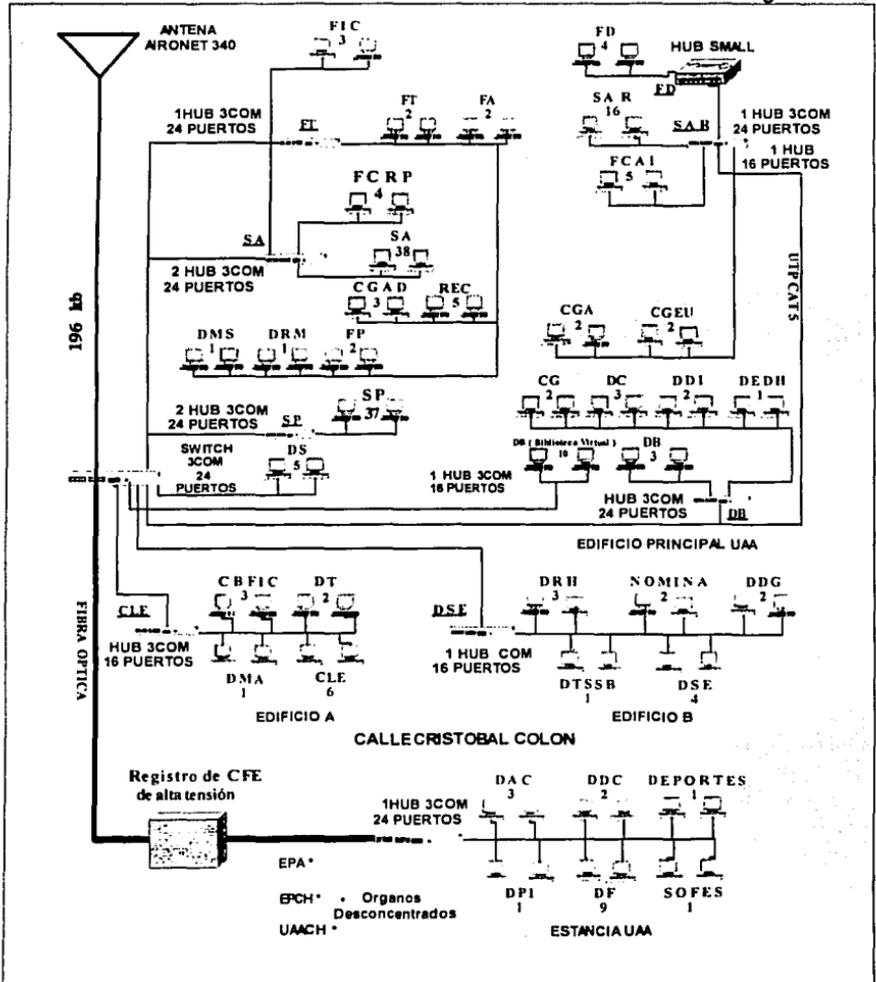 ANTENA
AIRONET 340
196 kb
FIBRA OPTICA
FIC
3
1HUB 3COM
24 PUERTOS
FT
FT
2
FA
2
FCRP
4
SA
2 HUB 3COM
24 PUERTOS
SA
38
CGAD
3
REC
5
DMS
1
DRM
1
FP
2
2 HUB 3COM
24 PUERTOS
SP
SP
37
SWITCH
3COM
24
PUERTOS
DS
5
FD
4
HUB SMALL
FD
SAR
16
SAR
1 HUB 3COM
24 PUERTOS
1 HUB
16 PUERTOS
FCAI
5
UTPCAT5
CGA
2
CGEU
2
CG
2
DC
3
DDI
2
DEDH
1
DB (Biblioteca Virtual)
10
DB
3
1 HUB 3COM
16 PUERTOS
HUB 3COM
24 PUERTOS
DB
EDIFICIO PRINCIPAL UAA
CLE
HUB 3COM
16 PUERTOS
CBFIC
3
DT
2
DMA
1
CLE
6
EDIFICIO A
DSE
1 HUB COM
16 PUERTOS
DRH
3
NOMINA
2
DDG
2
DTSSB
1
DSE
4
EDIFICIO B
CALLE CRISTOBAL COLON
Registro de CFE
de alta tensión
1HUB 3COM
24 PUERTOS
DAC
3
DDC
2
DEPORTES
1
DPI
1
DF
9
SOFES
1
EPA *
EPCH * • Organos
Desconcentrados
UAACH *
ESTANCIA UAA